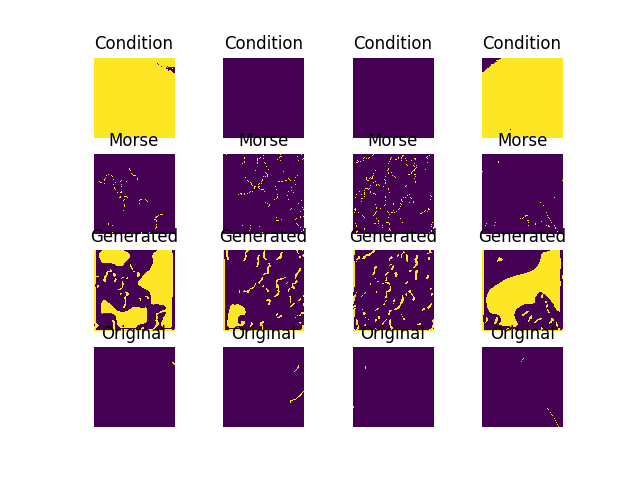 Condition Condition Condition Condition
Morse Morse Morse Morse
Generated Generated Generated Generated
Original Original Original Original